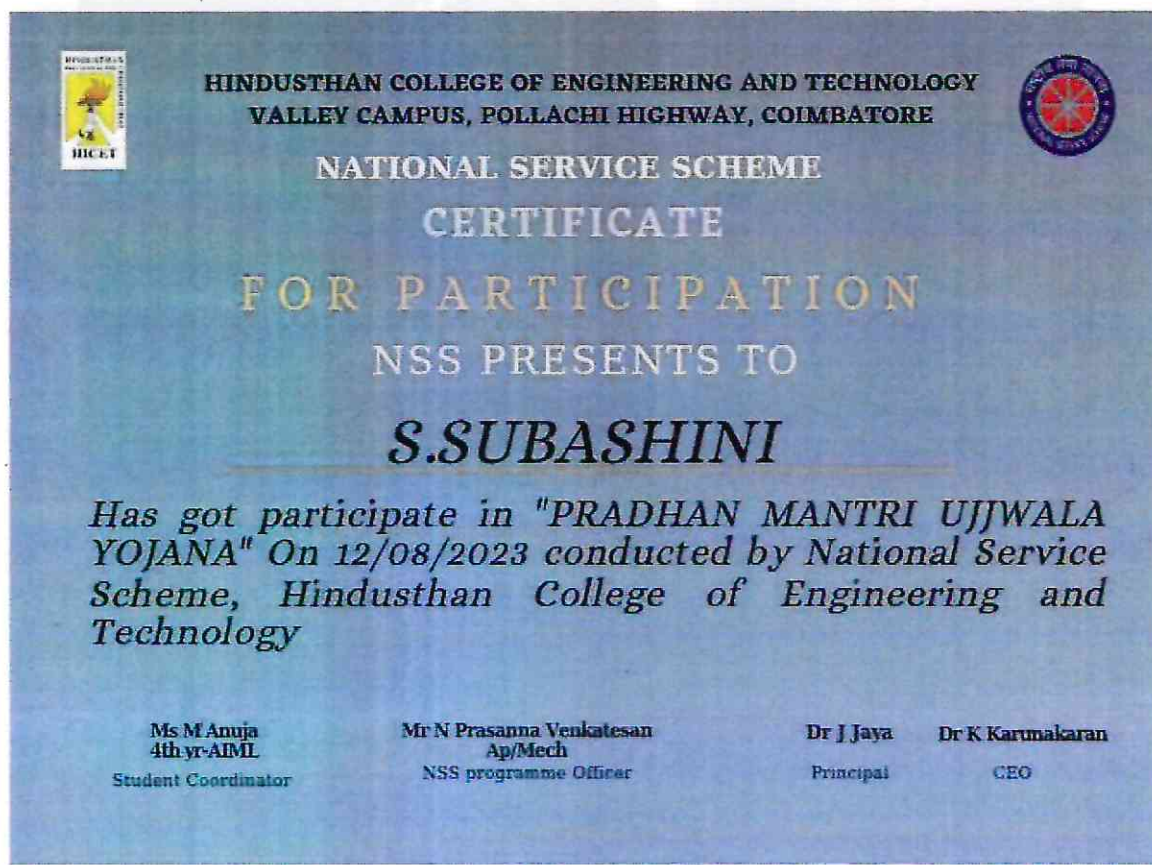 HINDUSTHAN
HICET
HINDUSTHAN COLLEGE OF ENGINEERING AND TECHNOLOGY
VALLEY CAMPUS, POLLACHI HIGHWAY, COIMBATORE
NATIONAL SERVICE SCHEME
CERTIFICATE
FOR PARTICIPATION
NSS PRESENTS TO
S.SUBASHINI
Has got participate in "PRADHAN MANTRI UJJWALA
YOJANA" On 12/08/2023 conducted by National Service
Scheme, Hindusthan College of Engineering and
Technology
Ms M Anuja
4th yr-AIML
Student Coordinator
Mr N Prasanna Venkatesan
Ap/Mech
NSS programme Officer
Dr J Jaya
Principal
Dr K Karunakaran
CEO